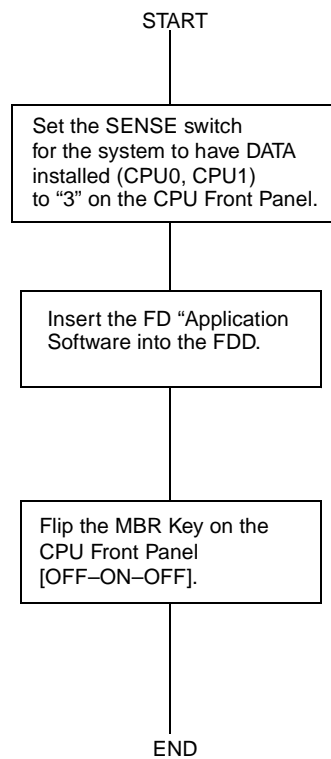 START
Set the SENSE switch
for the system to have DATA
installed (CPU0, CPU1)
to “3” on the CPU Front Panel.
Insert the FD “Application
Software into the FDD.
Flip the MBR Key on the
CPU Front Panel
[OFF–ON–OFF].
END